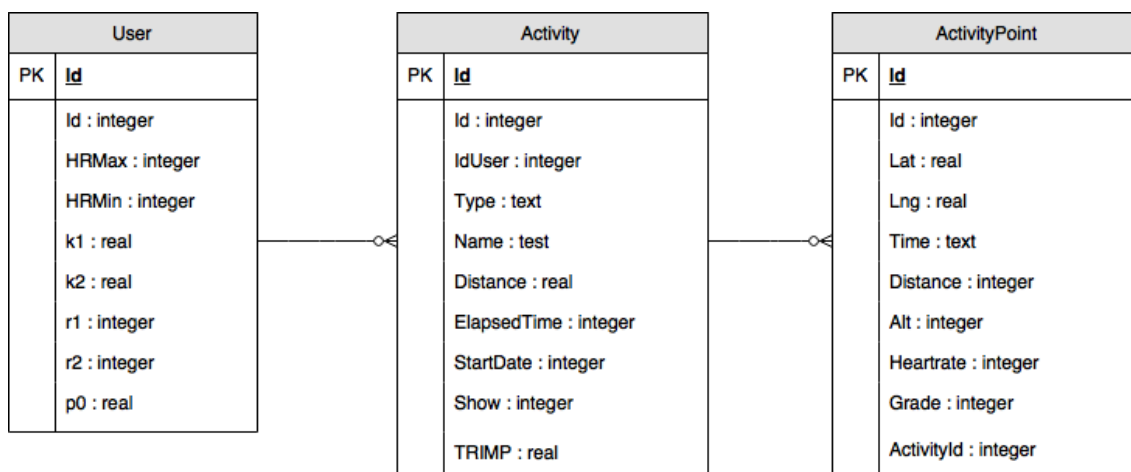 User
PK Id
Id : integer
HRMax : integer
HRMin : integer
k1 : real
k2 : real
r1 : integer
r2 : integer
p0 : real
Activity
PK Id
Id : integer
IdUser : integer
Type : text
Name : test
Distance : real
ElapsedTime : integer
StartDate : integer
Show : integer
TRIMP : real
ActivityPoint
PK Id
Id : integer
Lat : real
Lng : real
Time : text
Distance : integer
Alt : integer
Heartrate : integer
Grade : integer
ActivityId : integer